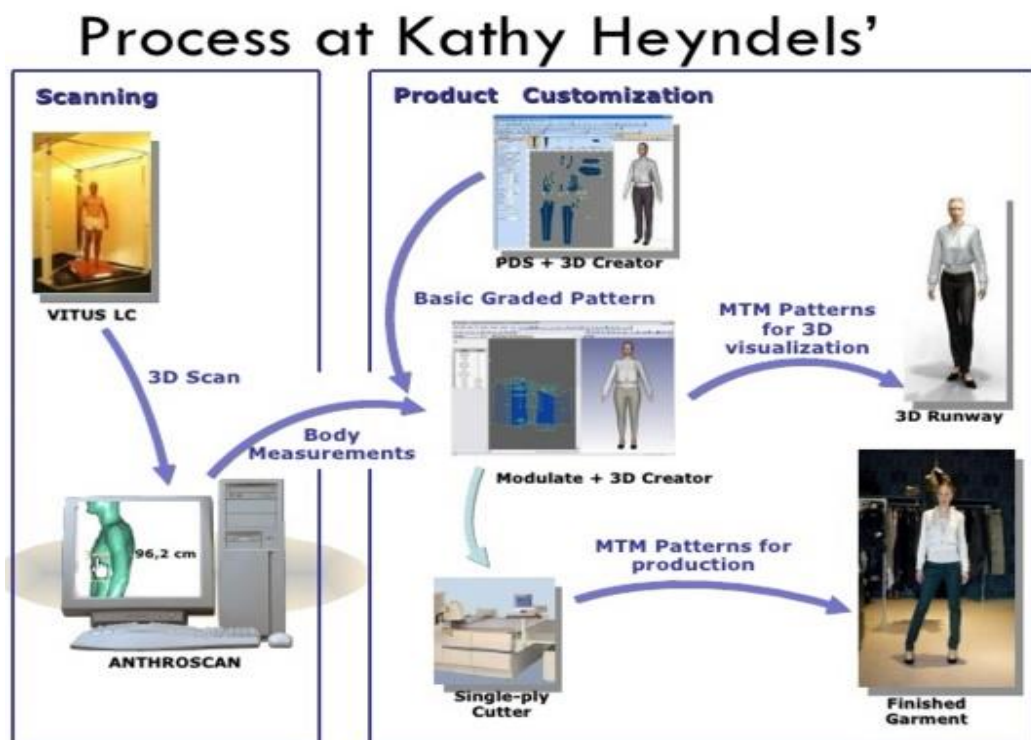 Process at Kathy Heyndels'
Scanning
VITUS LC
3D Scan
Body
Measurements
96,2 cm
ANTHROSCAN
Product Customization
PDS + 3D Creator
Basic Graded Pattern
MTM Patterns
for 3D
visualization
3D Runway
Modulate + 3D Creator
MTM Patterns for
production
Single-ply
Cutter
Finished
Garment